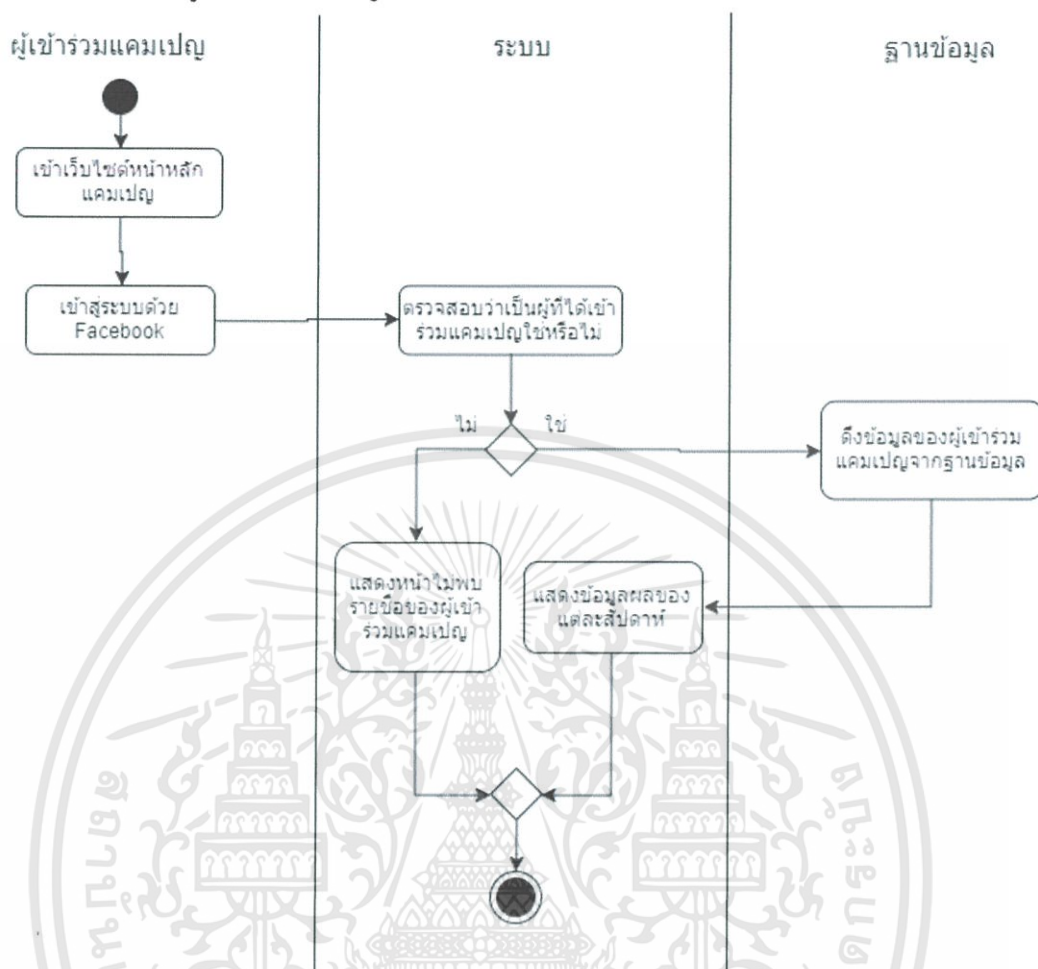 ผู้เข้าร่วมแคมเปญ
ระบบ
ฐานข้อมูล
เข้าเว็บไซต์หน้าหลัก
แคมเปญ
เข้าสู่ระบบด้วย
Facebook
ตรวจสอบว่าเป็นผู้ที่ได้เข้า
ร่วมแคมเปญใช่หรือไม่
ไม่
ใช่
ดึงข้อมูลของผู้เข้าร่วม
แคมเปญจากฐานข้อมูล
แสดงหน้าไม่พบ
รายชื่อของผู้เข้า
ร่วมแคมเปญ
แสดงข้อมูลผลของ
แต่ละสัปดาห์